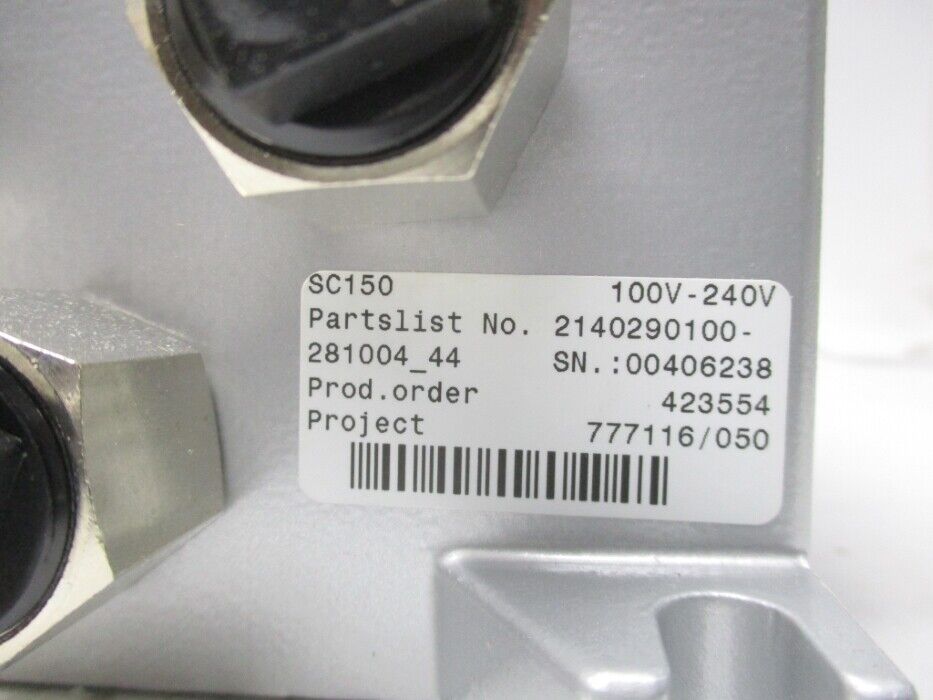 SC150 100V-240V
Partslist No. 2140290100-
281004_44 SN.:00406238
Prod.order 423554
Project 777116/050